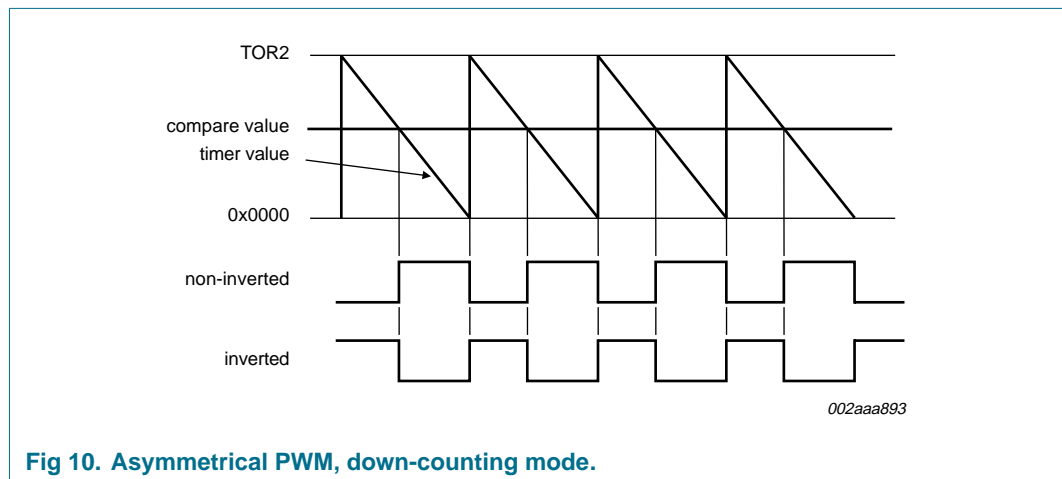 TOR2
compare value
timer value
0x0000
non-inverted
inverted
002aaa893
Fig 10. Asymmetrical PWM, down-counting mode.